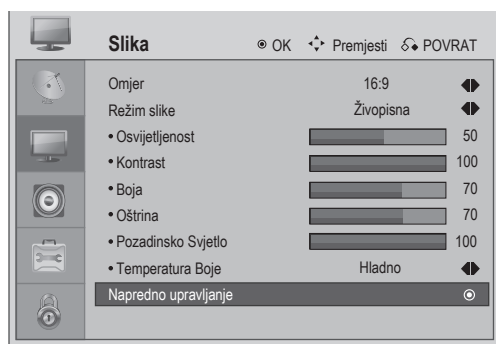 Slika OK Premjesti POVRAT
Omjer 16:9
Režim slike Živopisna
• Osvijetljenost 50
• Kontrast 100
• Boja 70
• Oštrina 70
• Pozadinsko Svjetlo 100
• Temperatura Boje Hladno
Napredno upravljanje